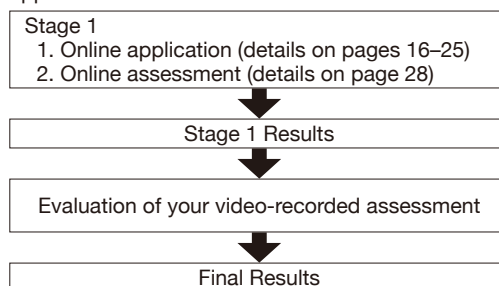 Stage 1
1. Online application (details on pages 16–25)
2. Online assessment (details on page 28)
Stage 1 Results
Evaluation of your video-recorded assessment
Final Results